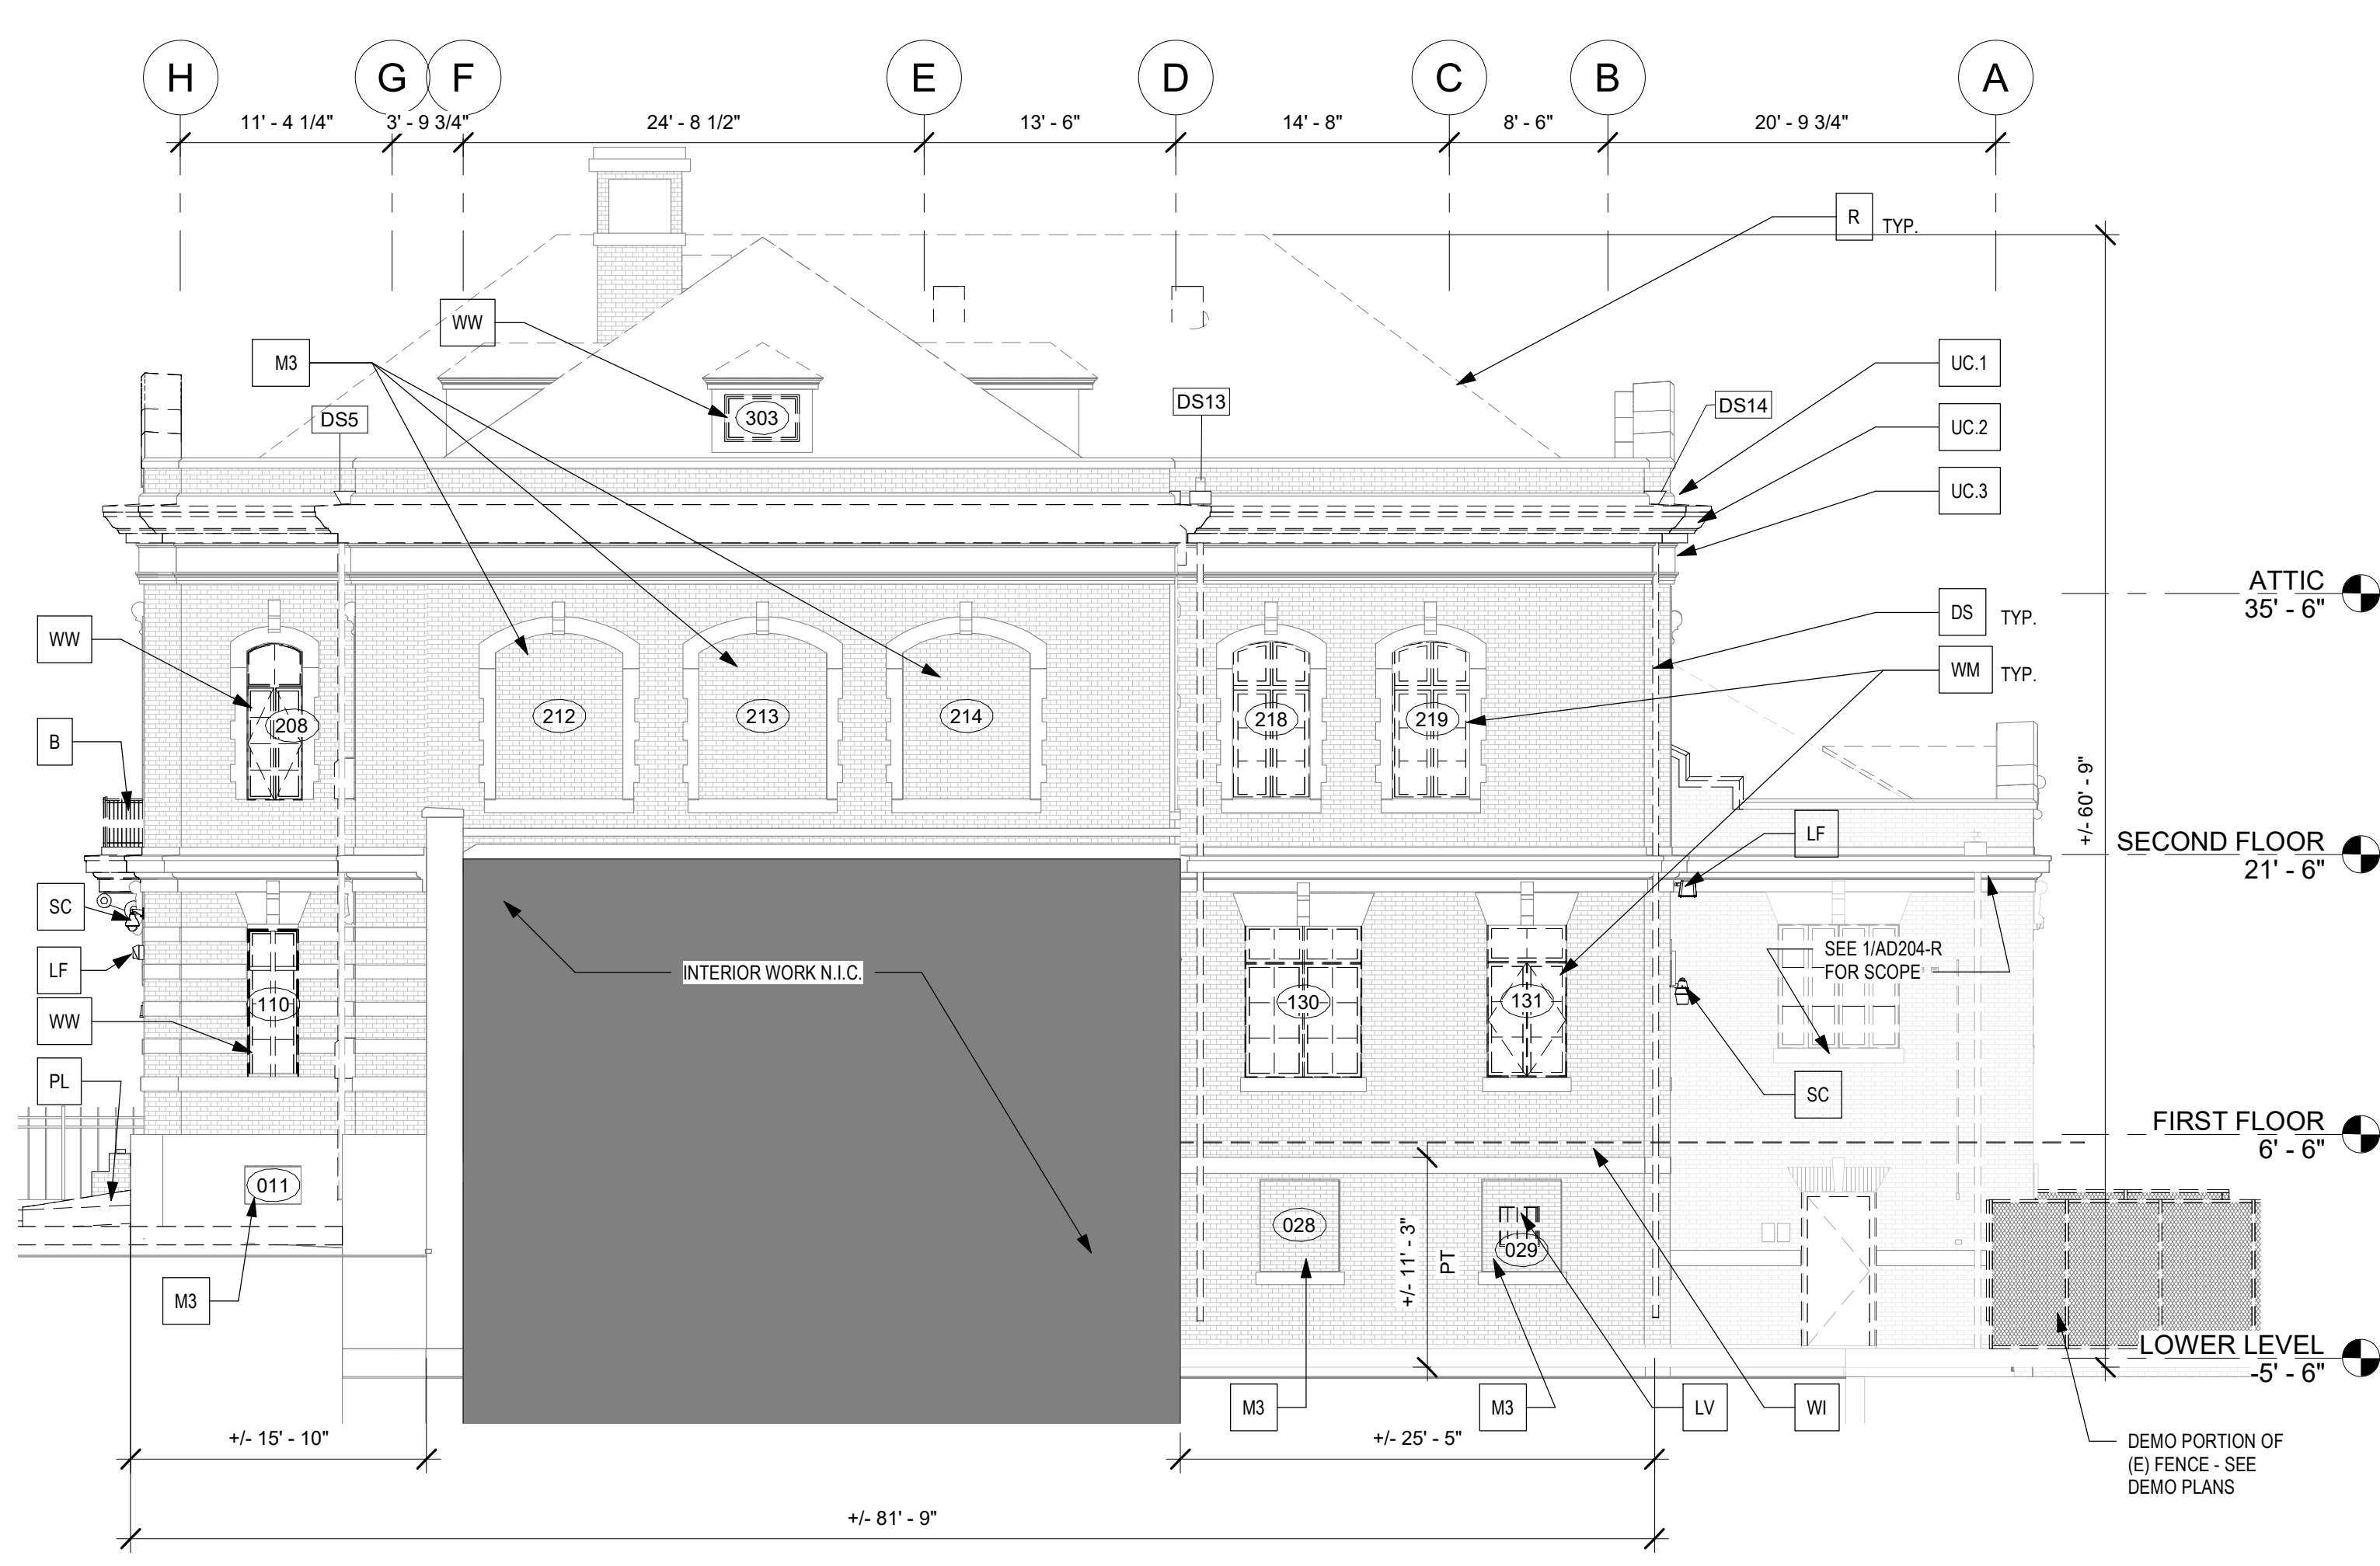 H G F E D C B A
11' - 4 1/4" 3' - 9 3/4" 24' - 8 1/2" 13' - 6" 14' - 8" 8' - 6" 20' - 9 3/4"
R TYP.
WW
M3
UC.1
DS13
DS14
DS5
303
UC.2
UC.3
ATTIC
35' - 6"
DS TYP.
WW
WM TYP.
208
212
213
214
218
219
B
+/- 60' - 9"
LF
SECOND FLOOR
21' - 6"
SC
SEE 1/AD204-R
FOR SCOPE
LF
INTERIOR WORK N.I.C.
110
130
131
WW
PL
SC
FIRST FLOOR
6' - 6"
011
028
029
+/- 11' - 3"
PT
M3
LOWER LEVEL
-5' - 6"
M3
M3
LV
WI
+/- 15' - 10"
+/- 25' - 5"
DEMO PORTION OF
(E) FENCE - SEE
DEMO PLANS
+/- 81' - 9"